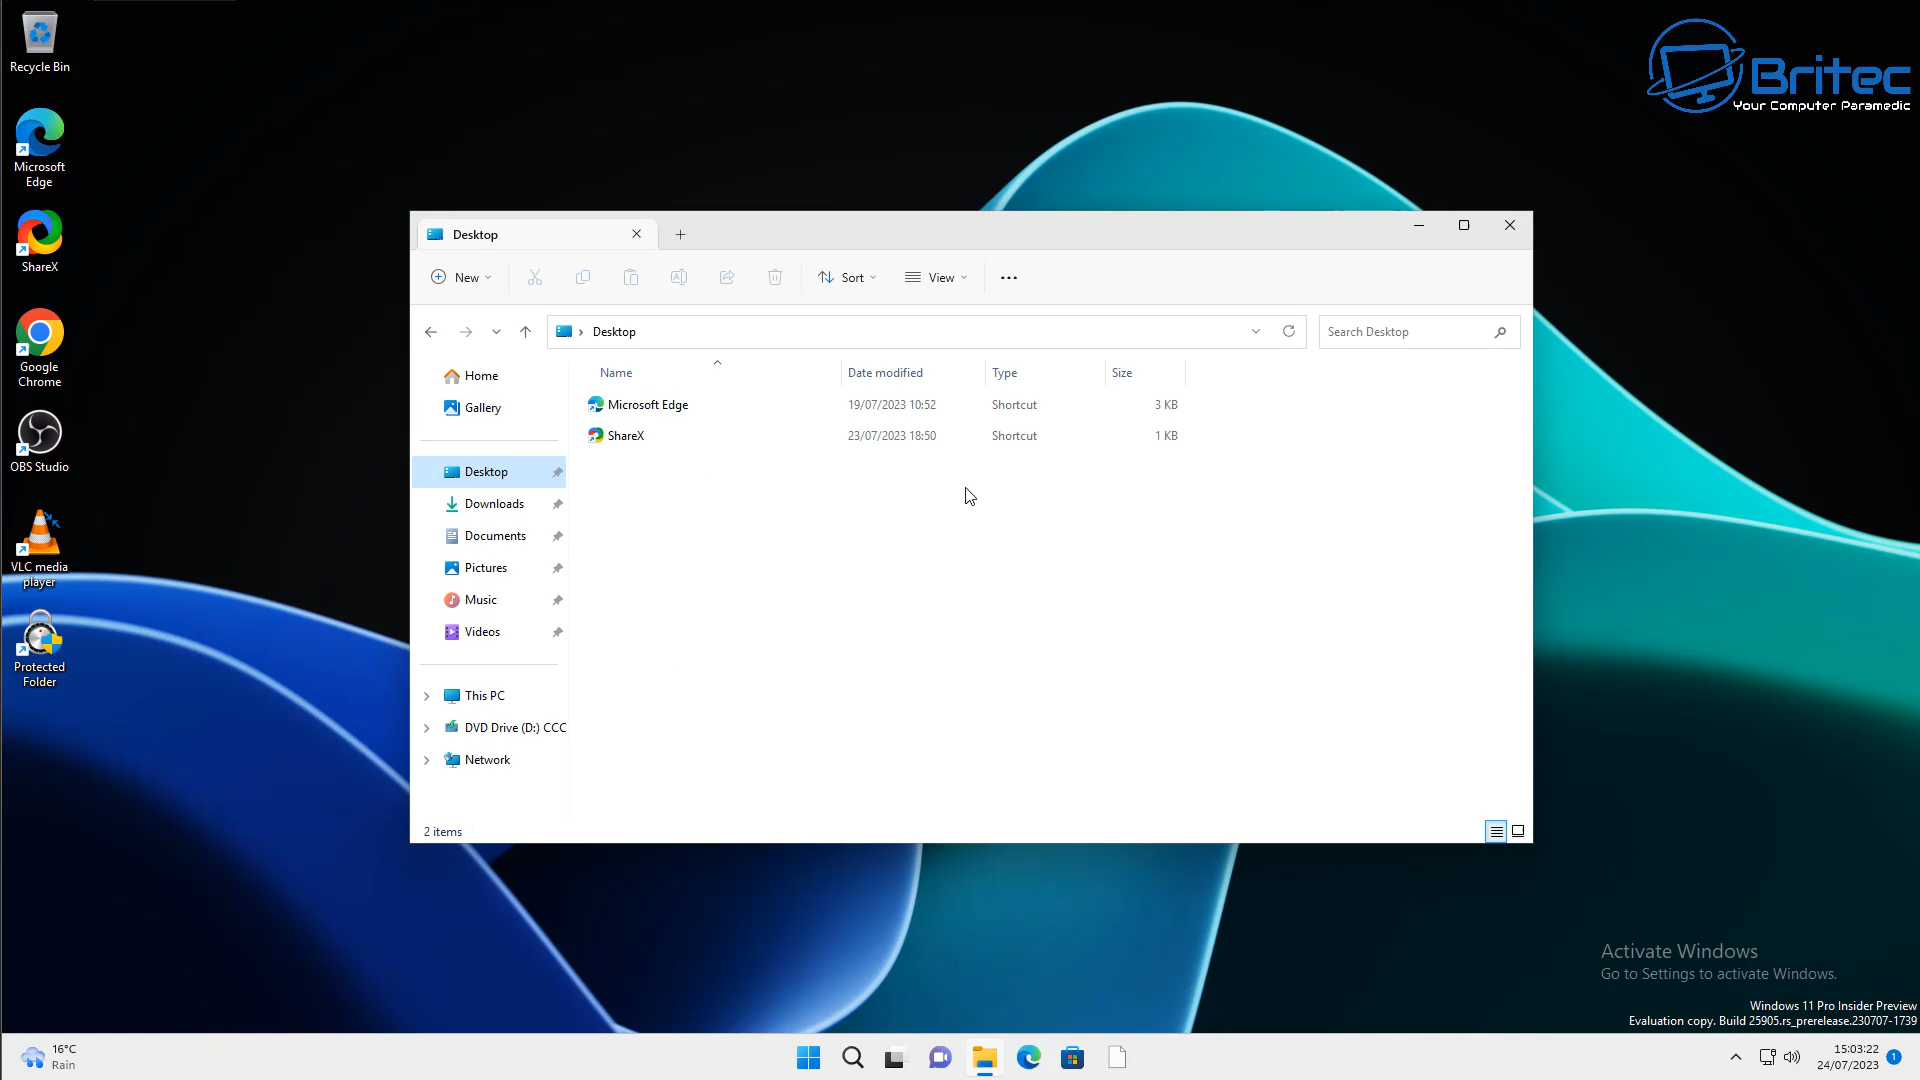 Recycle Bin
Microsoft
Edge
ShareX
Google
Chrome
OBS Studio
VLC media
player
Protected
Folder
Britec
Your Computer Paramedic
Desktop
New
Sort
View
Desktop
Search Desktop
Home
Gallery
Desktop
Downloads
Documents
Pictures
Music
Videos
This PC
DVD Drive (D:) CCC
Network
Name Date modified Type Size
Microsoft Edge 19/07/2023 10:52 Shortcut 3 KB
ShareX 23/07/2023 18:50 Shortcut 1 KB
2 items
Activate Windows
Go to Settings to activate Windows.
Windows 11 Pro Insider Preview
Evaluation copy. Build 25905.rs_prerelease.230707-1739
16°C
Rain
15:03:22
24/07/2023
1